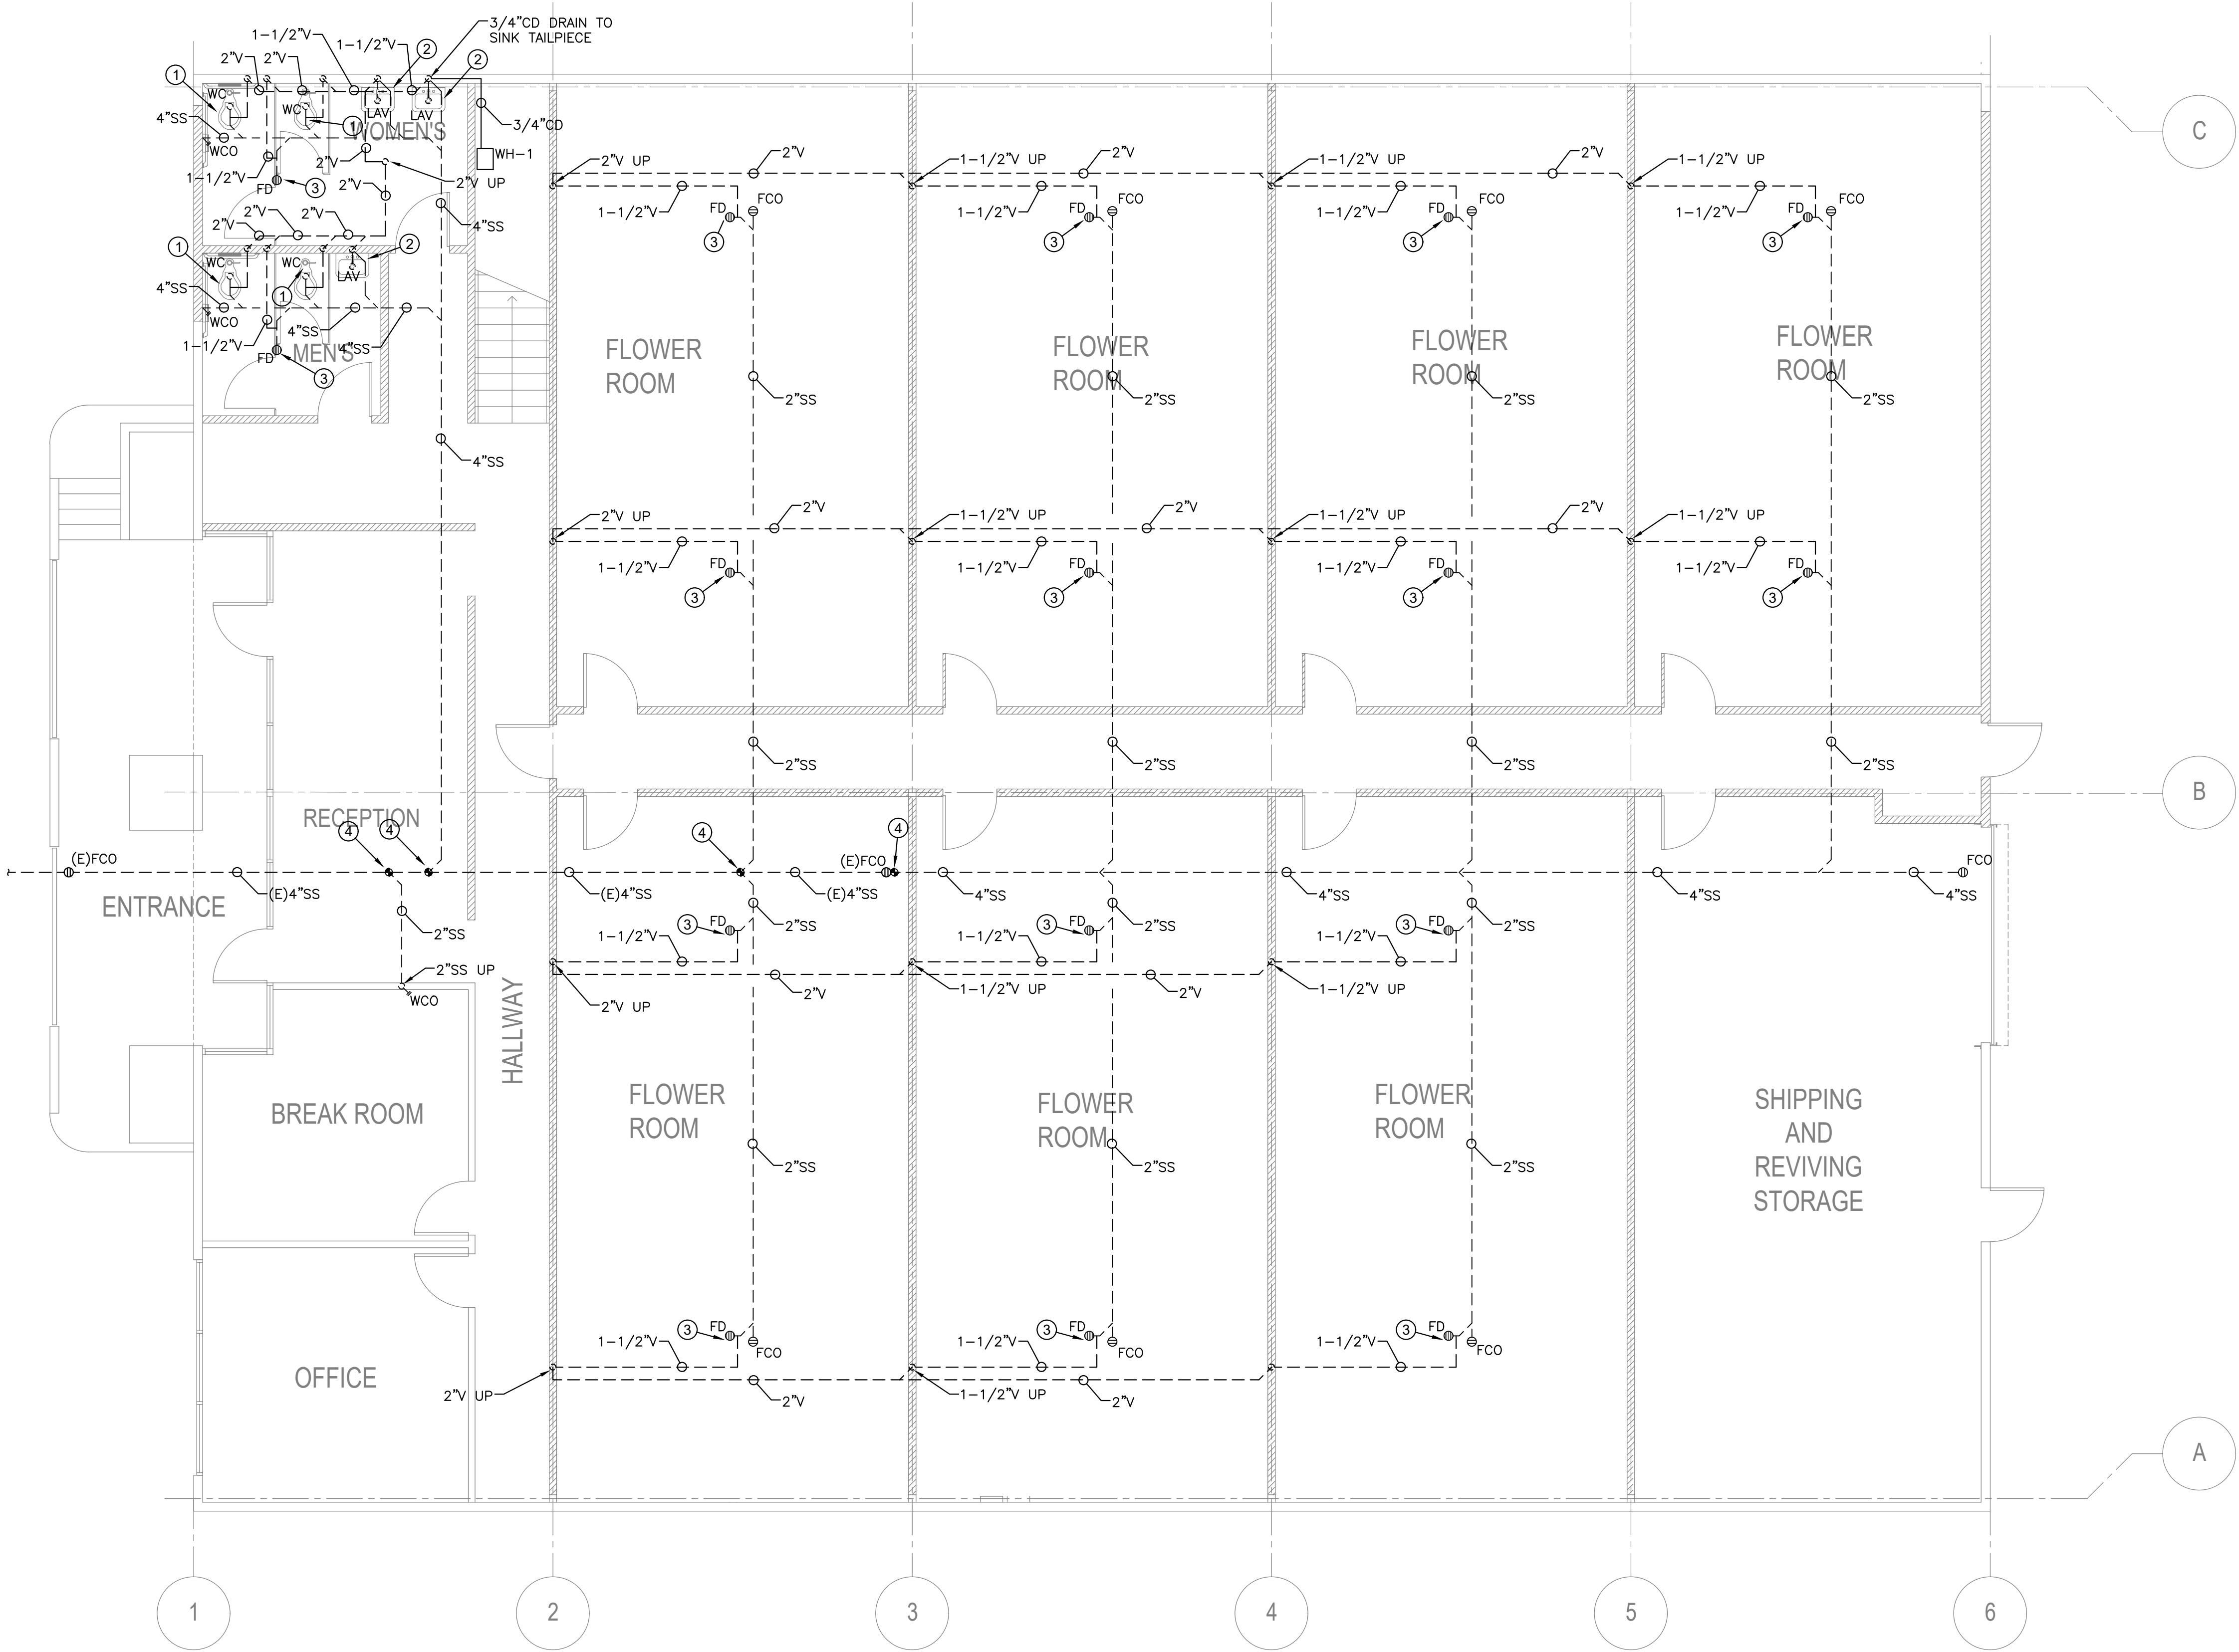 3/4"CD DRAIN TO
SINK TAILPIECE
1-1/2"V
1-1/2"V
2
2"V
2"V
2
1
WC
WC
LAV
LAV
4"SS
1
WOMEN'S
3/4"CD
WCO
2"V
WH-1
1-1/2"V
2"V UP
FD
3
2"V
2"V
2"V
2"V
4"SS
1
2
WC
WC
LAV
4"SS
1
WCO
4"SS
1-1/2"V
4"SS
FD
MEN'S
3
4"SS
2"V UP
2"V
1-1/2"V UP
2"V
1-1/2"V UP
2"V
1-1/2"V UP
1-1/2"V
FD
FCO
3
1-1/2"V
FD
FCO
3
1-1/2"V
FD
FCO
3
1-1/2"V
FD
FCO
3
FLOWER
ROOM
FLOWER
ROOM
FLOWER
ROOM
FLOWER
ROOM
2"SS
2"SS
2"SS
2"SS
2"V UP
2"V
1-1/2"V UP
2"V
1-1/2"V UP
2"V
1-1/2"V UP
1-1/2"V
FD
3
1-1/2"V
FD
3
1-1/2"V
FD
3
1-1/2"V
FD
3
2"SS
2"SS
2"SS
2"SS
RECEPTION
4
4
4
4
(E)FCO
(E)FCO
FCO
(E)4"SS
(E)4"SS
(E)4"SS
4"SS
4"SS
4"SS
4"SS
ENTRANCE
2"SS
2"SS UP
WCO
HALLWAY
3
FD
2"SS
3
FD
2"SS
3
FD
2"SS
1-1/2"V
1-1/2"V
1-1/2"V
2"V UP
2"V
1-1/2"V UP
2"V
1-1/2"V UP
BREAK ROOM
FLOWER
ROOM
FLOWER
ROOM
FLOWER
ROOM
SHIPPING
AND
REVIVING
STORAGE
2"SS
2"SS
2"SS
OFFICE
3
FD
FCO
3
FD
FCO
3
FD
FCO
1-1/2"V
1-1/2"V
1-1/2"V
2"V UP
2"V
1-1/2"V UP
2"V
C
B
A
1
2
3
4
5
6